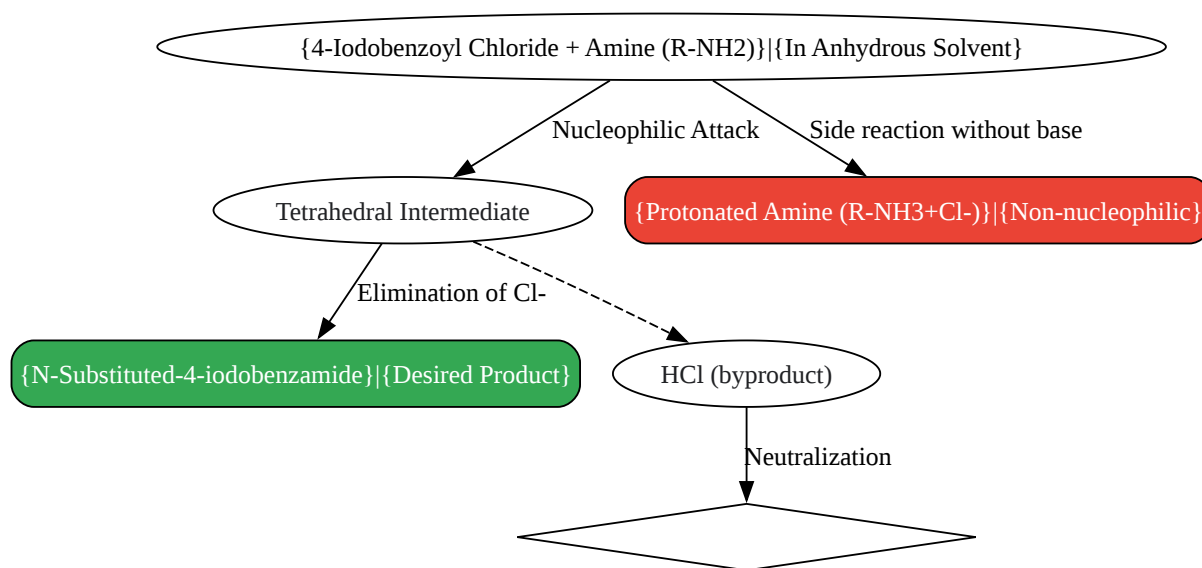 {4-Iodobenzoyl Chloride + Amine (R-NH2)}|{In Anhydrous Solvent}
Nucleophilic Attack
Side reaction without base
Tetrahedral Intermediate
{Protonated Amine (R-NH3+Cl-)}|{Non-nucleophilic}
Elimination of Cl-
{N-Substituted-4-iodobenzamide}|{Desired Product}
HCl (byproduct)
Neutralization